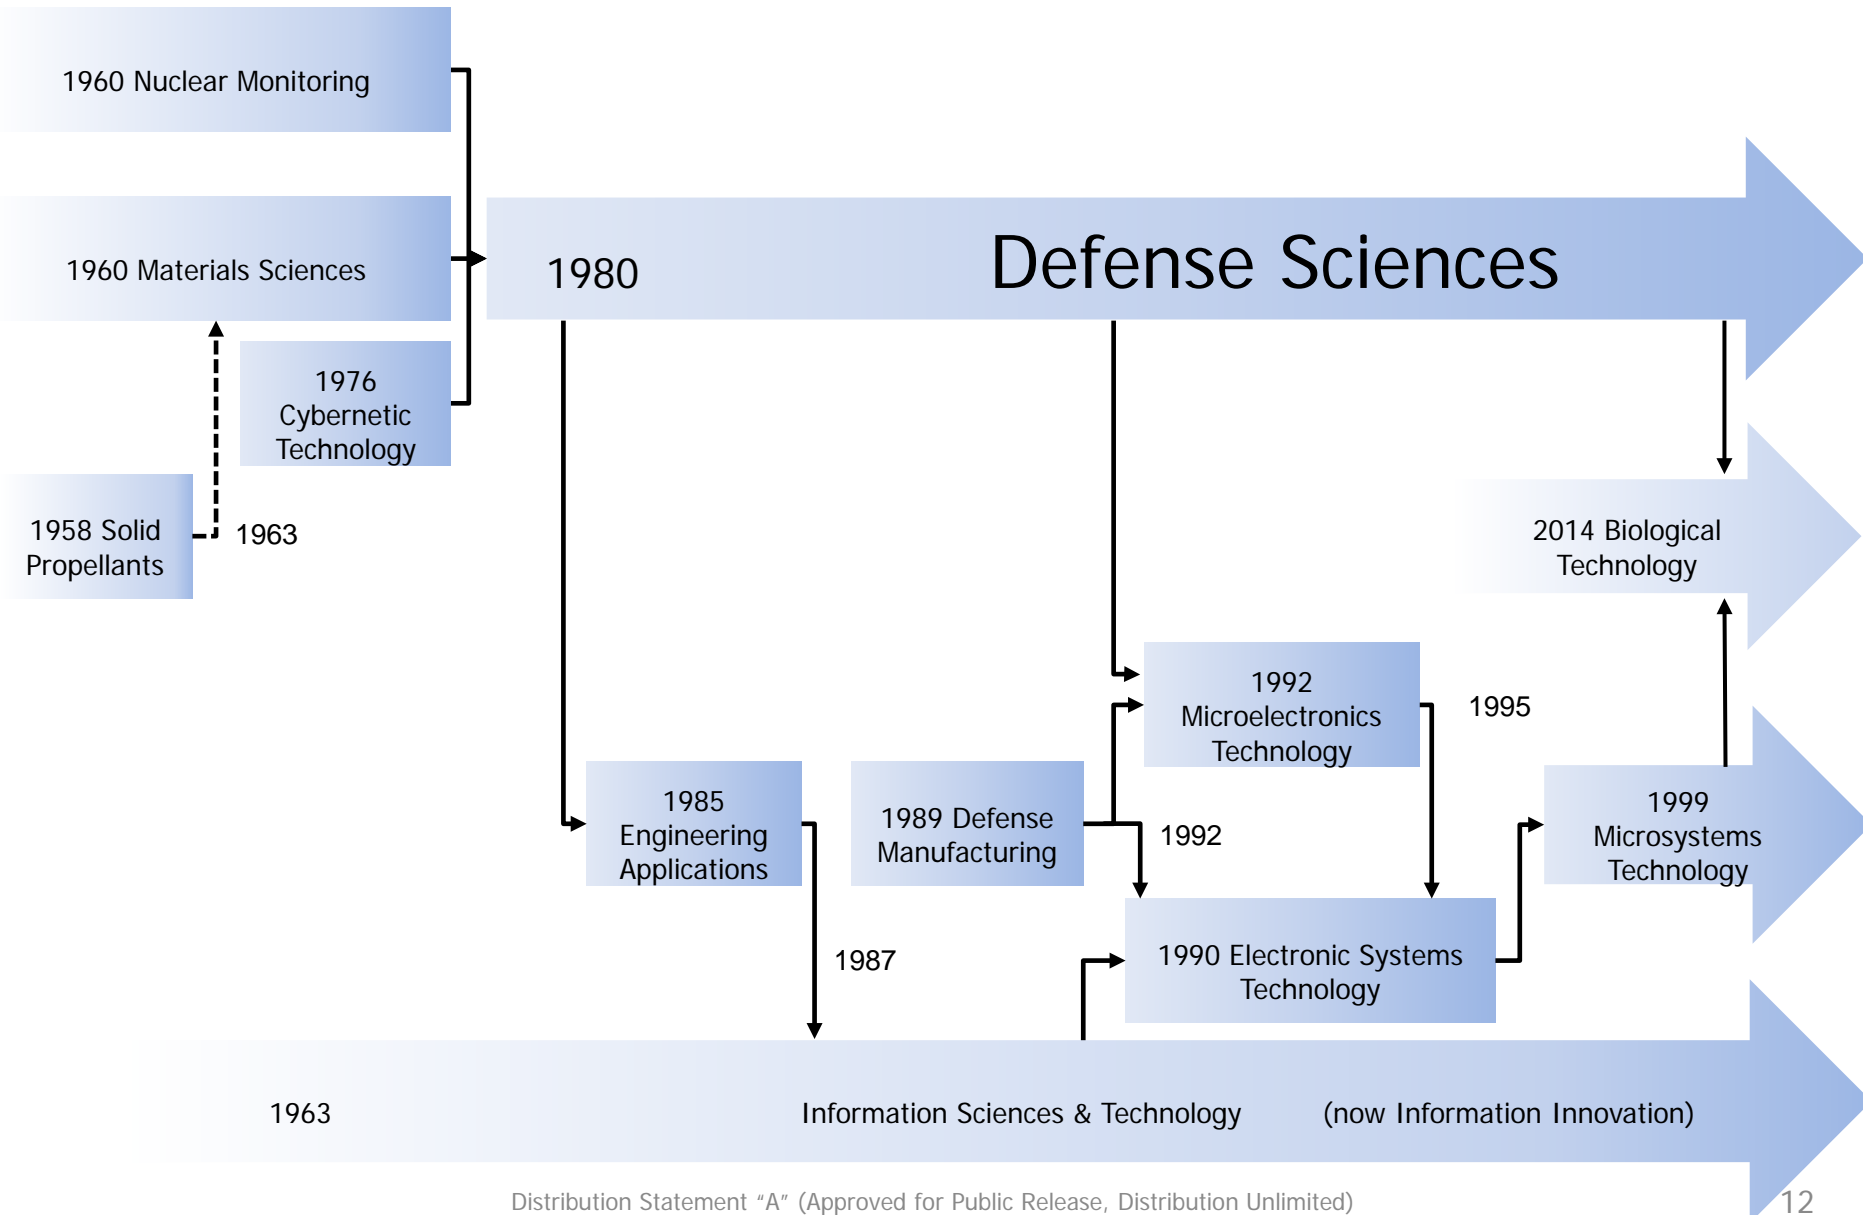 1960 Nuclear Monitoring
1960 Materials Sciences
1980
Defense Sciences
1976
Cybernetic
Technology
1958 Solid
Propellants
1963
2014 Biological
Technology
1992
Microelectronics
Technology
1995
1985
Engineering
Applications
1989 Defense
Manufacturing
1992
1999
Microsystems
Technology
1987
1990 Electronic Systems
Technology
1963
Information Sciences & Technology
(now Information Innovation)
Distribution Statement “A” (Approved for Public Release, Distribution Unlimited)
12